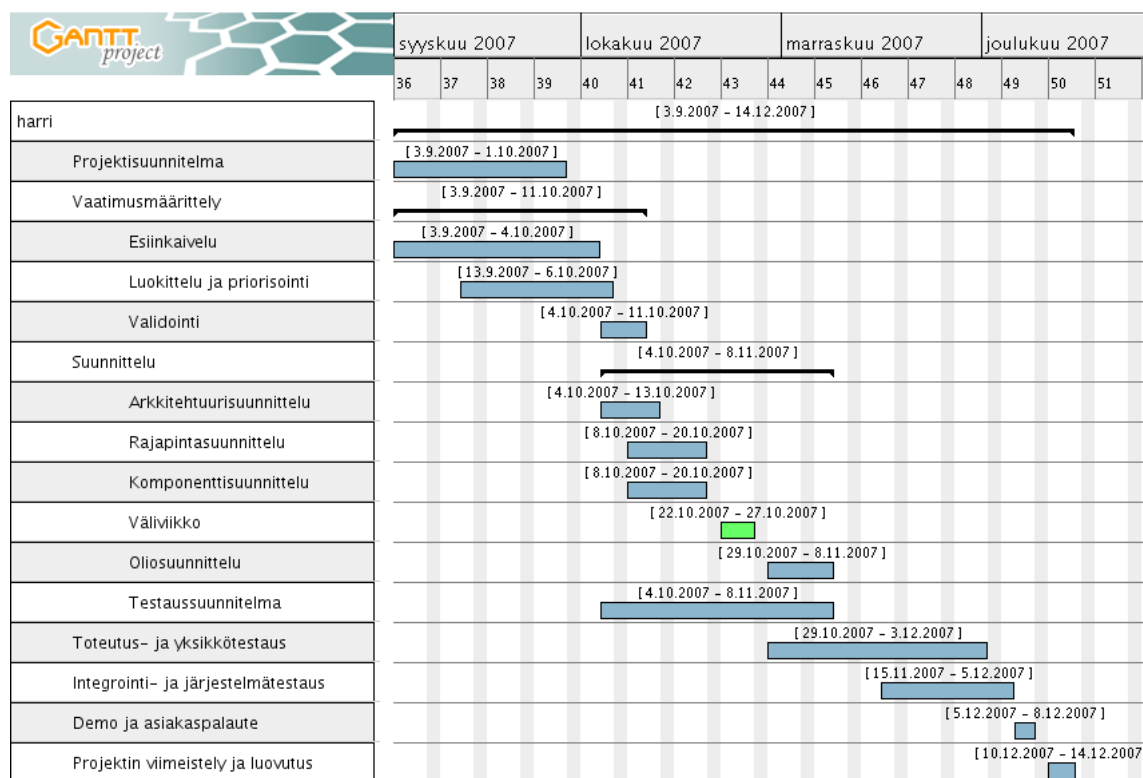 GANTT
project
syyskuu 2007 lokakuu 2007 marraskuu 2007 joulukuu 2007
36 37 38 39 40 41 42 43 44 45 46 47 48 49 50 51
harri [ 3.9.2007 - 14.12.2007 ]
Projektisuunnitelma [ 3.9.2007 - 1.10.2007 ]
Vaatimusmäärittely [ 3.9.2007 - 11.10.2007 ]
Esiinkaivelu [ 3.9.2007 - 4.10.2007 ]
Luokittelu ja priorisointi [ 13.9.2007 - 6.10.2007 ]
Validointi [ 4.10.2007 - 11.10.2007 ]
Suunnittelu [ 4.10.2007 - 8.11.2007 ]
Arkkitehtuurisuunnittelu [ 4.10.2007 - 13.10.2007 ]
Rajapintasuunnittelu [ 8.10.2007 - 20.10.2007 ]
Komponenttisuunnittelu [ 8.10.2007 - 20.10.2007 ]
Väliviikko [ 22.10.2007 - 27.10.2007 ]
Oliosuunnittelu [ 29.10.2007 - 8.11.2007 ]
Testaussuunnitelma [ 4.10.2007 - 8.11.2007 ]
Toteutus- ja yksikkötestaus [ 29.10.2007 - 3.12.2007 ]
Integrointi- ja järjestelmätestaus [ 15.11.2007 - 5.12.2007 ]
Demo ja asiakaspalaute [ 5.12.2007 - 8.12.2007 ]
Projektin viimeistely ja luovutus [ 10.12.2007 - 14.12.2007